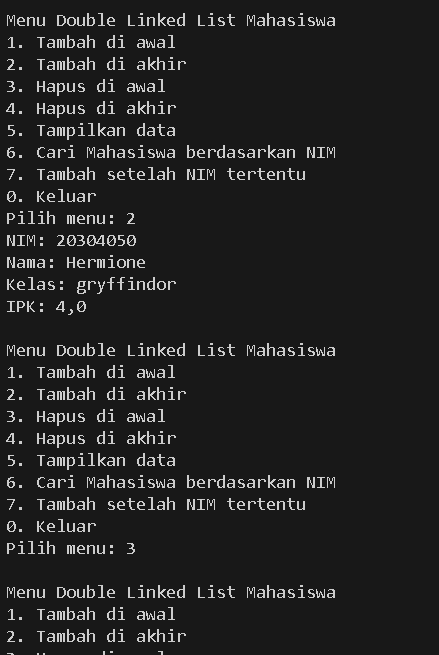 Menu Double Linked List Mahasiswa
1. Tambah di awal
2. Tambah di akhir
3. Hapus di awal
4. Hapus di akhir
5. Tampilkan data
6. Cari Mahasiswa berdasarkan NIM
7. Tambah setelah NIM tertentu
0. Keluar
Pilih menu: 2
NIM: 20304050
Nama: Hermione
Kelas: gryffindor
IPK: 4,0
Menu Double Linked List Mahasiswa
1. Tambah di awal
2. Tambah di akhir
3. Hapus di awal
4. Hapus di akhir
5. Tampilkan data
6. Cari Mahasiswa berdasarkan NIM
7. Tambah setelah NIM tertentu
0. Keluar
Pilih menu: 3
Menu Double Linked List Mahasiswa
1. Tambah di awal
2. Tambah di akhir